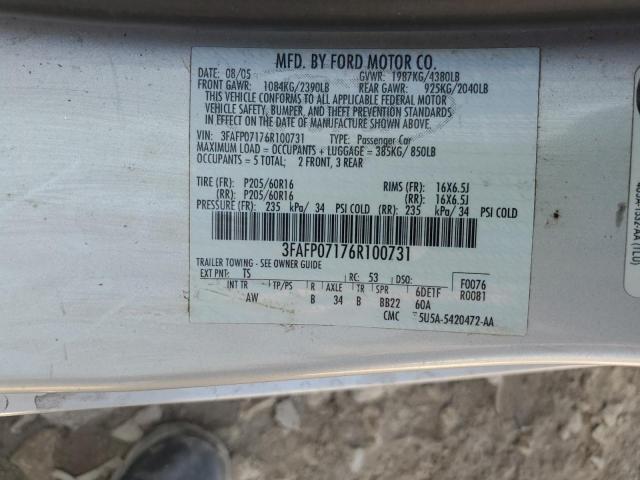 MFD. BY FORD MOTOR CO.
DATE: 08/05 GVWR: 1987KG/4380LB
FRONT GAWR: 1084KG/2390LB REAR GAWR: 925KG/2040LB
THIS VEHICLE CONFORMS TO ALL APPLICABLE FEDERAL MOTOR
VEHICLE SAFETY, BUMPER, AND THEFT PREVENTION STANDARDS
IN EFFECT ON THE DATE OF MANUFACTURE SHOWN ABOVE.
VIN: 3FAFP07176R100731 TYPE: Passenger Car
MAXIMUM LOAD = OCCUPANTS + LUGGAGE = 385KG/ 850LB
OCCUPANTS = 5 TOTAL; 2 FRONT, 3 REAR
TIRE (FR): P205/60R16 RIMS (FR): 16X6.5J
(RR): P205/60R16 (RR): 16X6.5J
PRESSURE (FR): 235 kPa/ 34 PSI COLD (RR): 235 kPa/ 34 PSI COLD
3FAFP07176R100731
TRAILER TOWING - SEE OWNER GUIDE
EXT PNT: TS RC: 53 DSO: F0076
INT TR TP/PS R AXLE TR SPR 6DE1F R0081
AW B 34 B BB22 60A
CMC 5U5A-5420472-AA